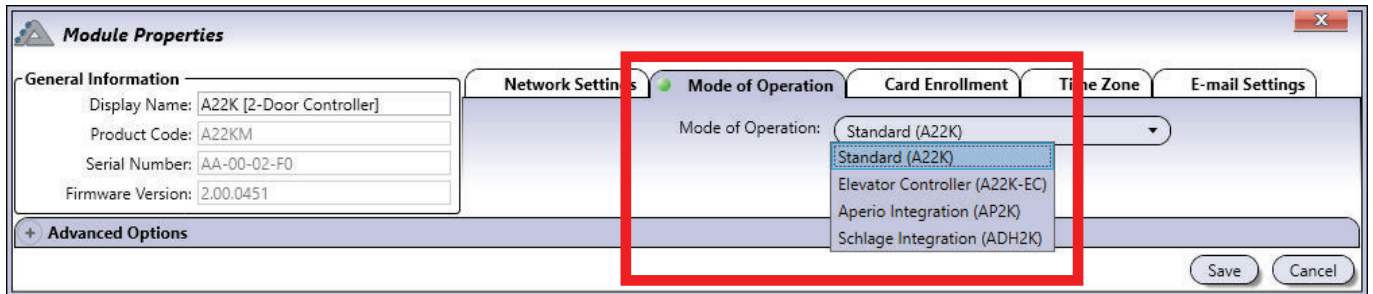 X
Module Properties
General Information
Display Name: A22K [2-Door Controller]
Product Code: A22KM
Serial Number: AA-00-02-F0
Firmware Version: 2.00.0451
Network Settings Mode of Operation Card Enrollment Time Zone E-mail Settings
Mode of Operation: Standard (A22K)
Standard (A22K)
Elevator Controller (A22K-EC)
Aperio Integration (AP2K)
Schlage Integration (ADH2K)
+ Advanced Options
Save Cancel